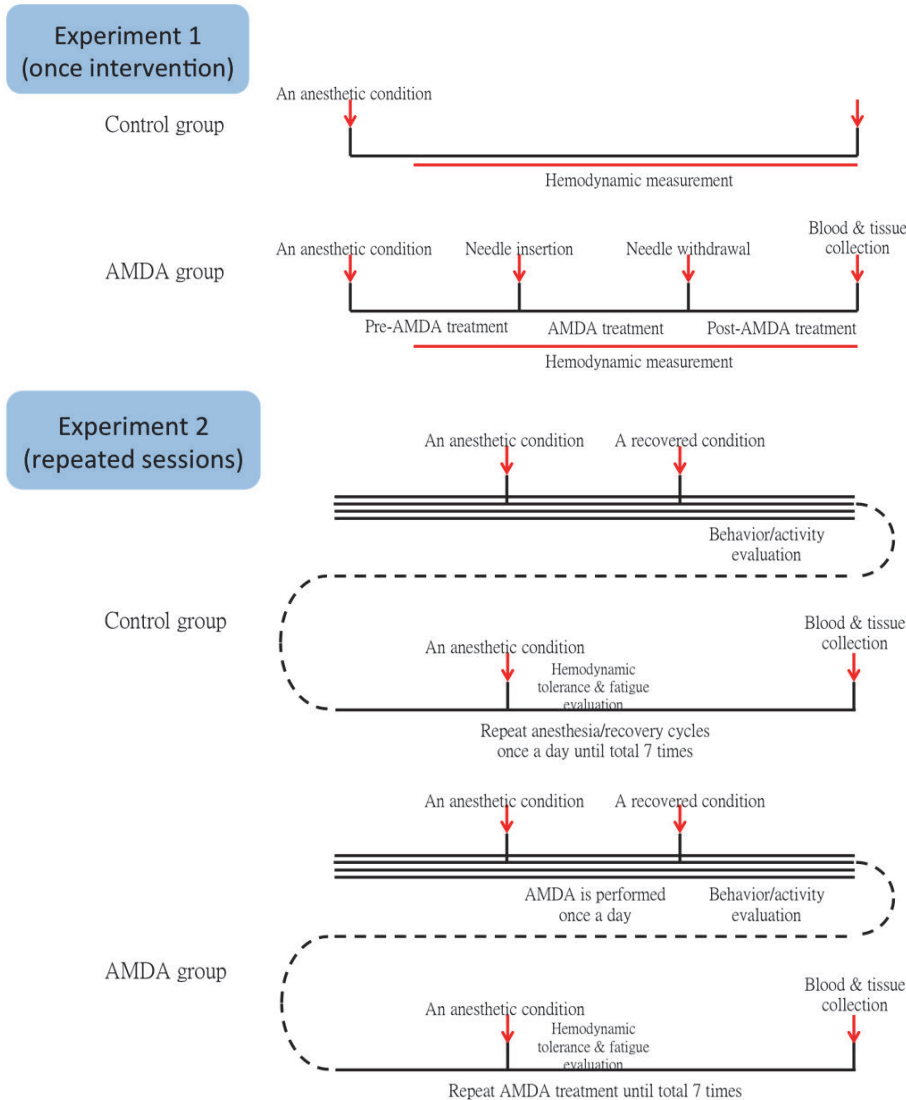 Experiment 1
(once intervention)
An anesthetic condition
Control group
Hemodynamic measurement
Blood & tissue
collection
An anesthetic condition
Needle insertion
Needle withdrawal
AMDA group
Pre-AMDA treatment
AMDA treatment
Post-AMDA treatment
Hemodynamic measurement
Experiment 2
(repeated sessions)
An anesthetic condition
A recovered condition
Behavior/activity
evaluation
Control group
Blood & tissue
collection
An anesthetic condition
Hemodynamic
tolerance & fatigue
evaluation
Repeat anesthesia/recovery cycles
once a day until total 7 times
An anesthetic condition
A recovered condition
AMDA is performed
once a day
Behavior/activity
evaluation
AMDA group
Blood & tissue
collection
An anesthetic condition
Hemodynamic
tolerance & fatigue
evaluation
Repeat AMDA treatment until total 7 times